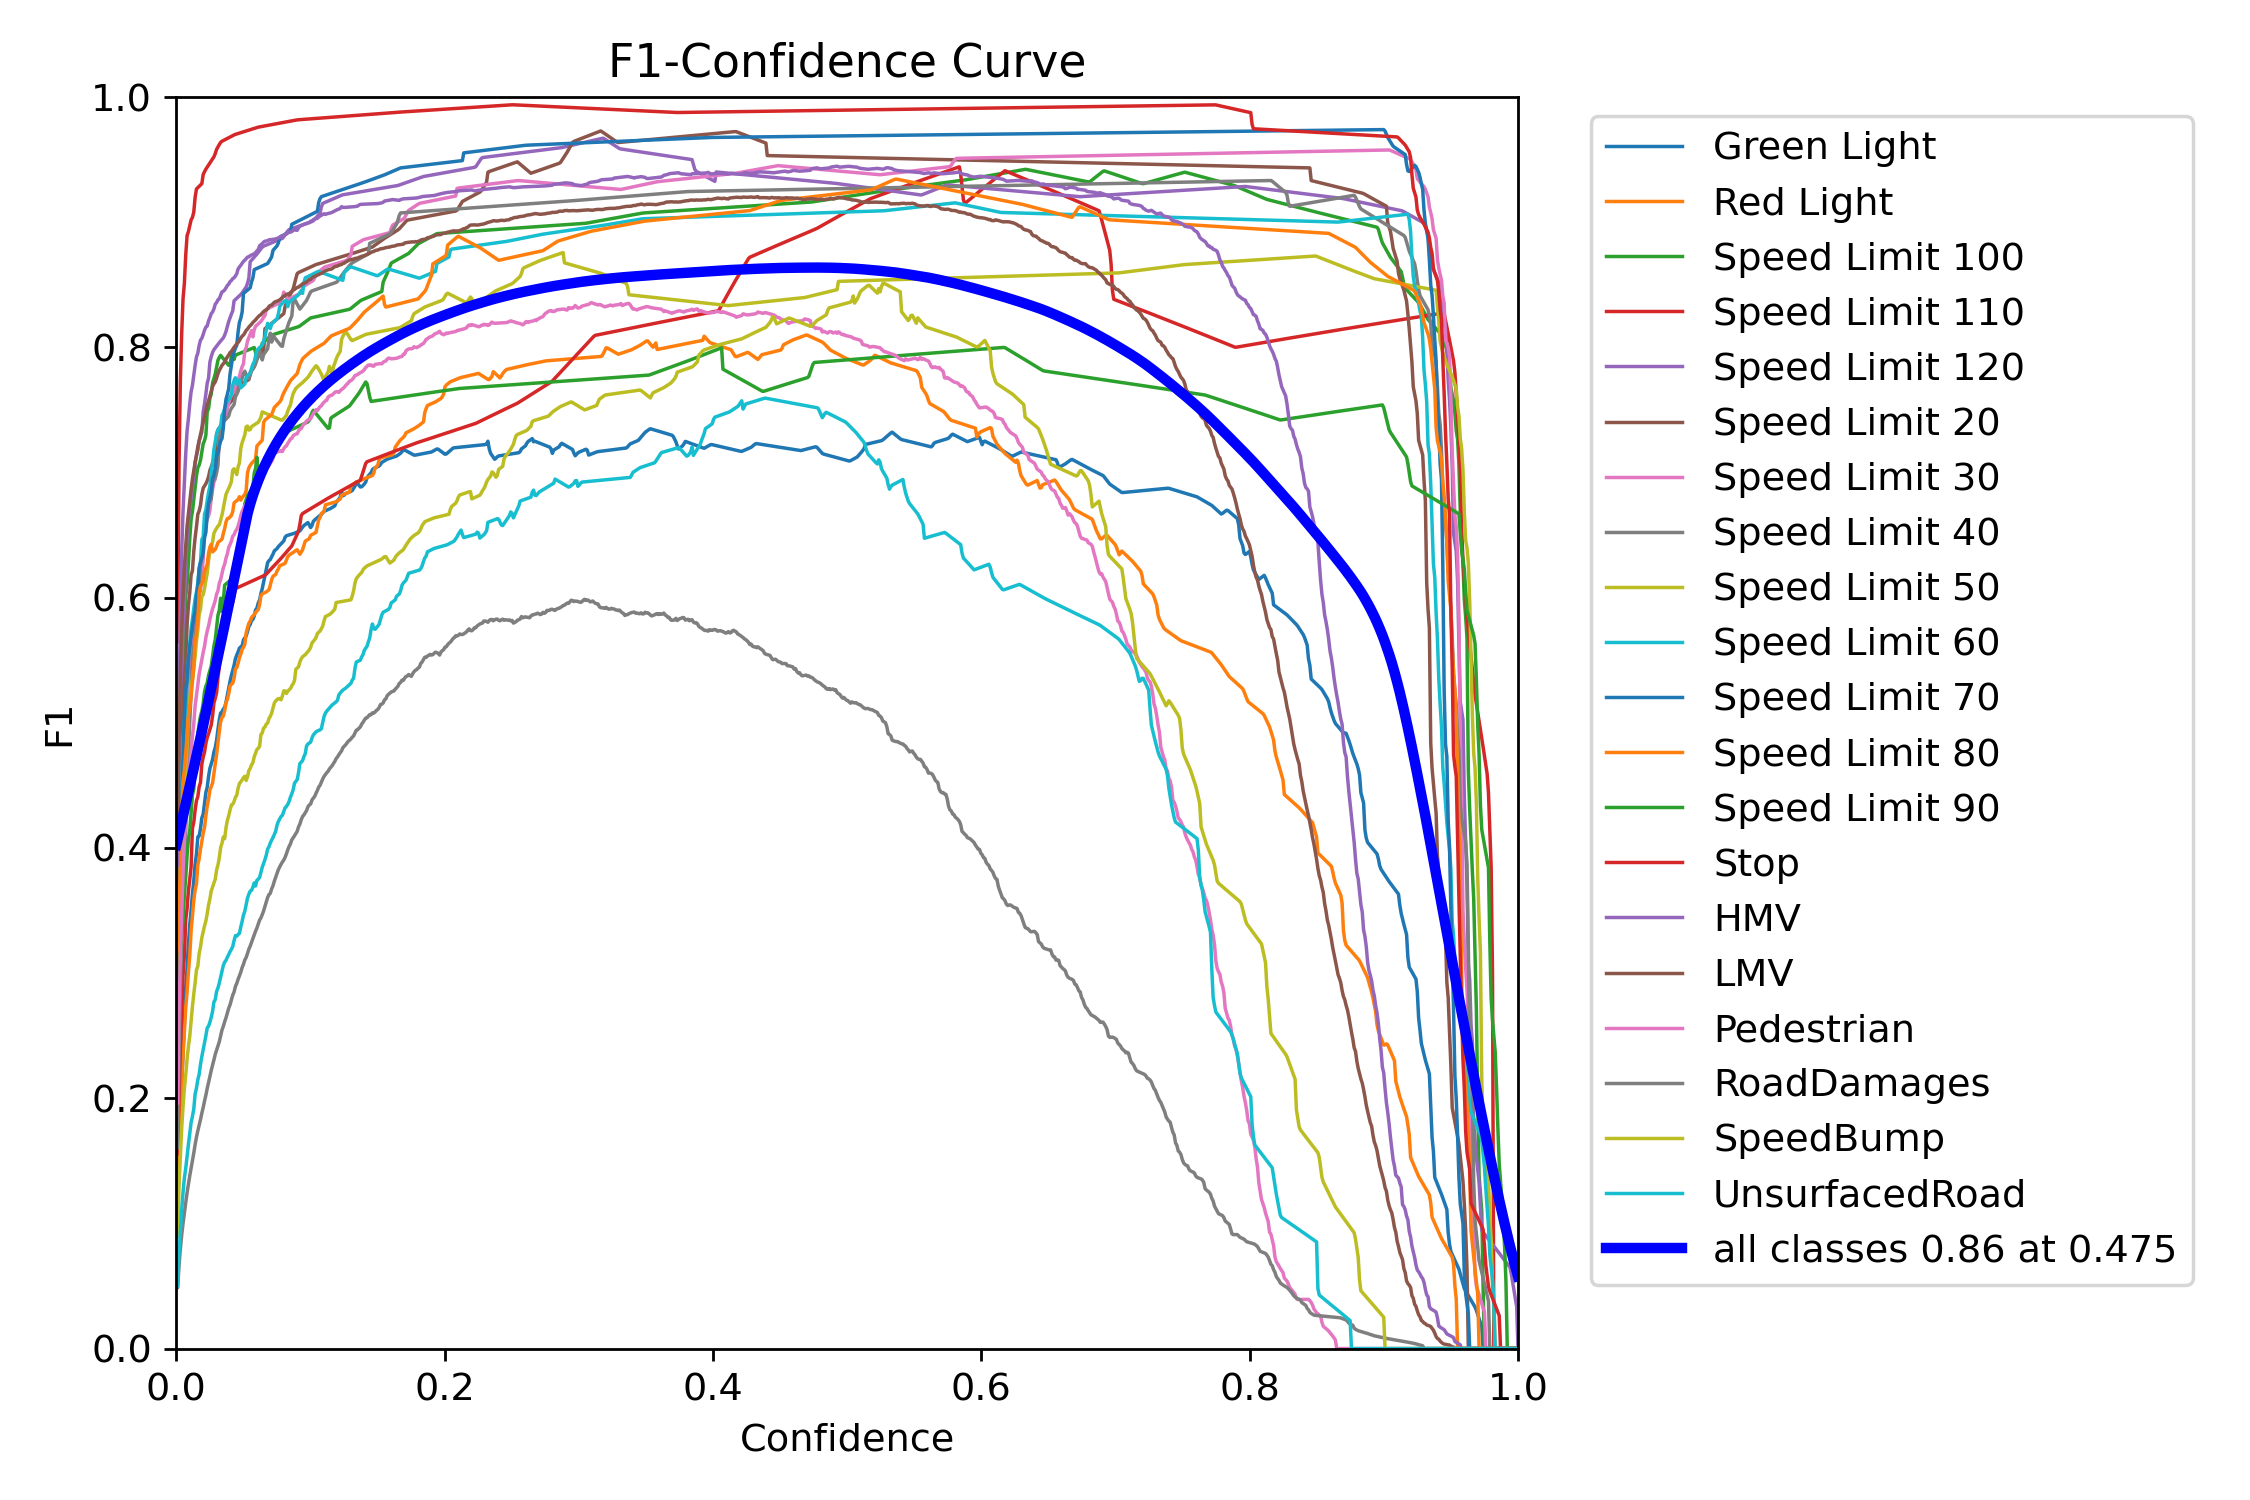 F1-Confidence Curve
1.0
0.8
0.6
0.4
0.2
0.0
F1
0.0 0.2 0.4 0.6 0.8 1.0
Confidence
Green Light
Red Light
Speed Limit 100
Speed Limit 110
Speed Limit 120
Speed Limit 20
Speed Limit 30
Speed Limit 40
Speed Limit 50
Speed Limit 60
Speed Limit 70
Speed Limit 80
Speed Limit 90
Stop
HMV
LMV
Pedestrian
RoadDamages
SpeedBump
UnsurfacedRoad
all classes 0.86 at 0.475